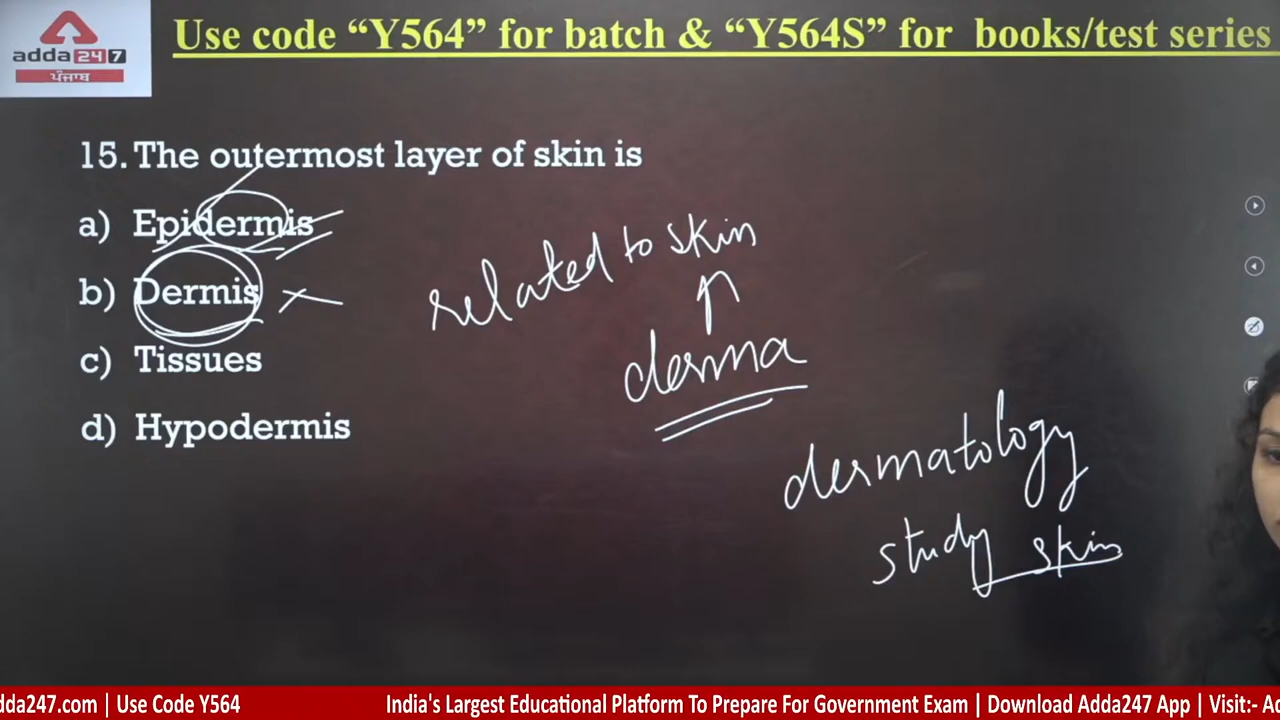 Use code “Y564” for batch & “Y564S” for books/test series
adda247
ਪੰਜਾਬ
15. The outermost layer of skin is
a) Epidermis
b) Dermis
c) Tissues
d) Hypodermis
related to skin
derma
dermatology
study skin
dda247.com | Use Code Y564
India's Largest Educational Platform To Prepare For Government Exam | Download Adda247 App | Visit:- Ad